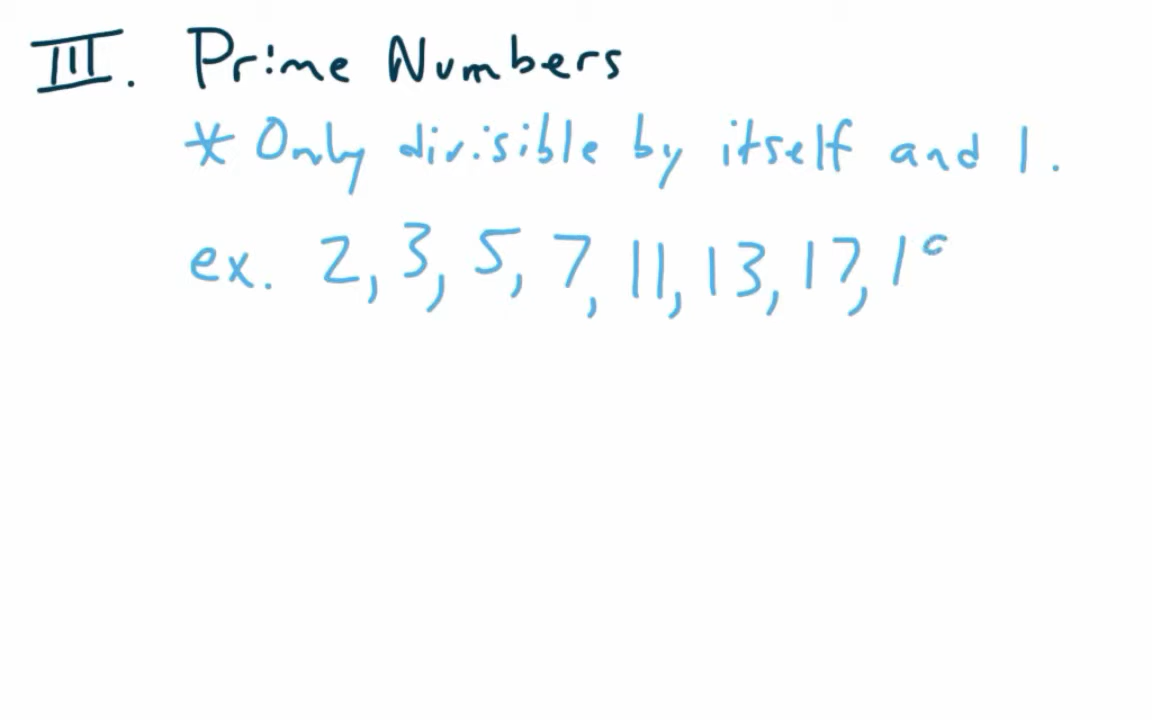 III. Prime Numbers
* Only divisible by itself and 1.
ex. 2, 3, 5, 7, 11, 13, 17, 1